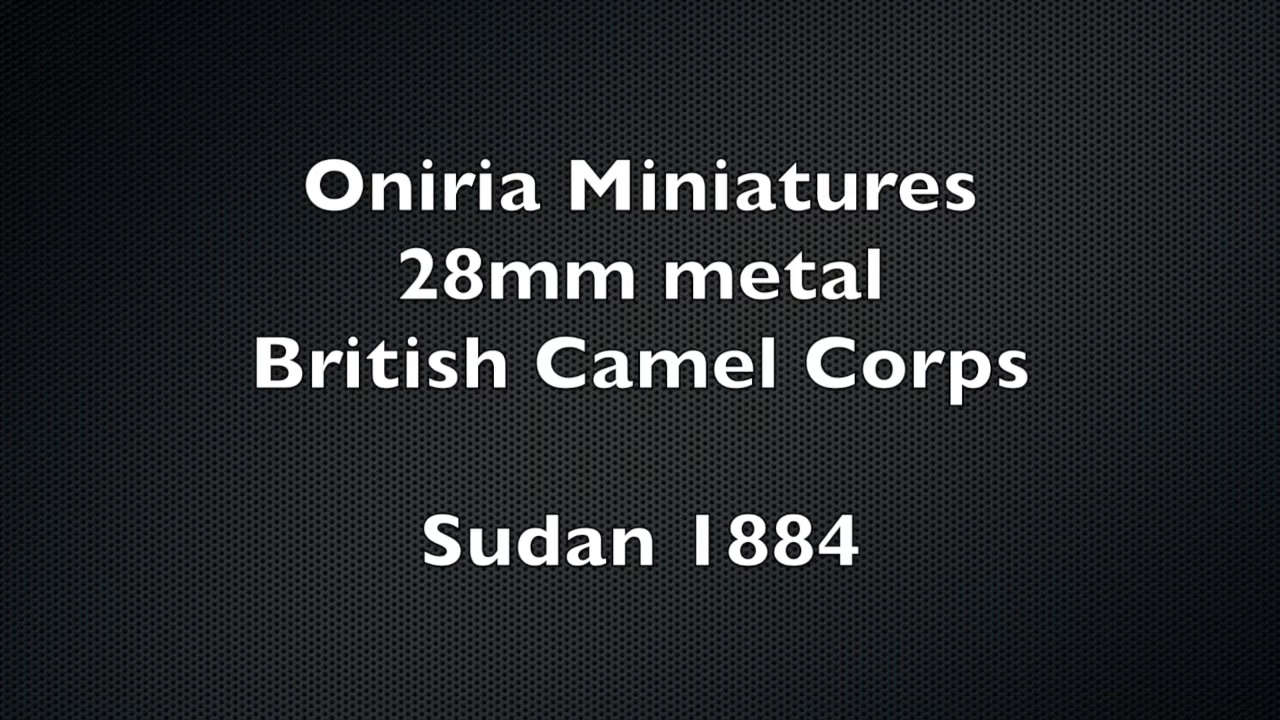 Oniria Miniatures
28mm metal
British Camel Corps
Sudan 1884